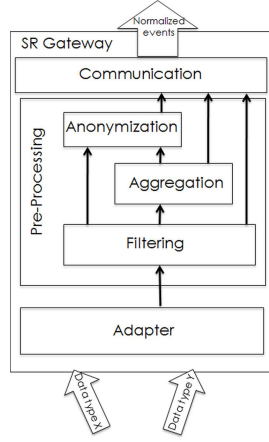 Normalized
events
SR Gateway
Communication
Pre-Processing
Anonymization
Aggregation
Filtering
Adapter
Data type X
Data type Y